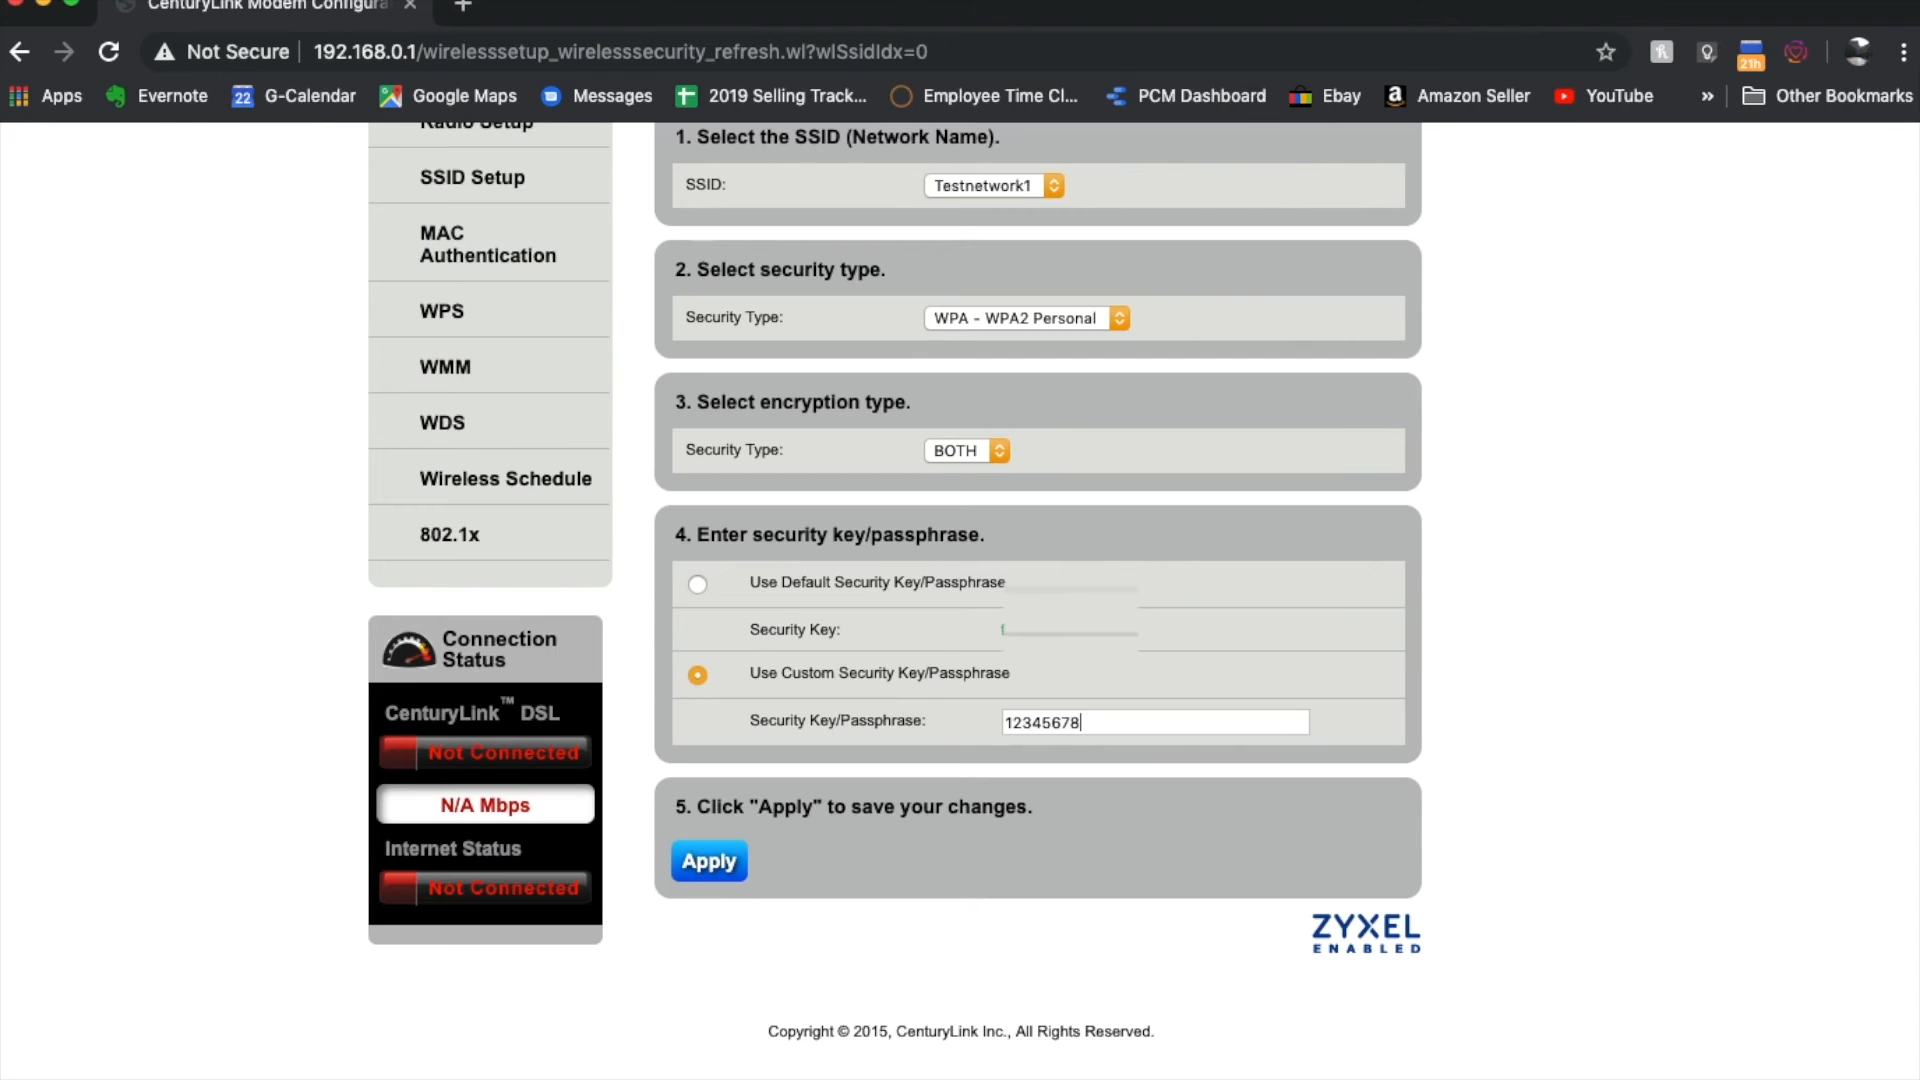 CenturyLink Modem Configura
Not Secure | 192.168.0.1/wirelesssetup_wirelesssecurity_refresh.wl?wlSsidIdx=0
21h
Apps Evernote 22 G-Calendar Google Maps Messages 2019 Selling Track... Employee Time Cl... PCM Dashboard Ebay Amazon Seller YouTube » Other Bookmarks
Radio Setup
SSID Setup
MAC
Authentication
WPS
WMM
WDS
Wireless Schedule
802.1x
Connection
Status
CenturyLink™ DSL
Not Connected
N/A Mbps
Internet Status
Not Connected
1. Select the SSID (Network Name).
SSID: Testnetwork1
2. Select security type.
Security Type: WPA - WPA2 Personal
3. Select encryption type.
Security Type: BOTH
4. Enter security key/passphrase.
Use Default Security Key/Passphrase
Security Key:
Use Custom Security Key/Passphrase
Security Key/Passphrase: 12345678
5. Click "Apply" to save your changes.
Apply
ZYXEL
ENABLED
Copyright © 2015, CenturyLink Inc., All Rights Reserved.